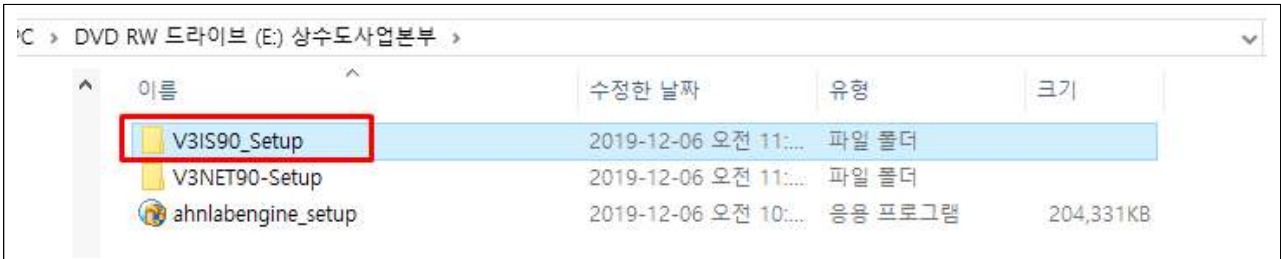 PC > DVD RW 드라이브 (E:) 상수도사업본부 >
이름 수정한 날짜 유형 크기
V3IS90_Setup 2019-12-06 오전 11:... 파일 폴더
V3NET90-Setup 2019-12-06 오전 11:... 파일 폴더
ahnlabengine_setup 2019-12-06 오전 10:... 응용 프로그램 204,331KB